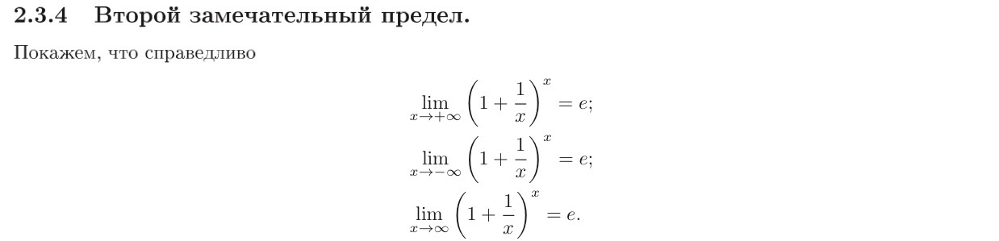 2.3.4 Второй замечательный предел.
Покажем, что справедливо
$\lim_{x \to +\infty} \left(1 + \frac{1}{x}\right)^x = e;$
$\lim_{x \to -\infty} \left(1 + \frac{1}{x}\right)^x = e;$
$\lim_{x \to \infty} \left(1 + \frac{1}{x}\right)^x = e.$